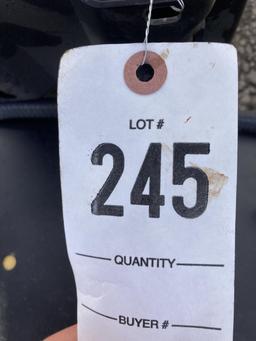 LOT #
245
QUANTITY
BUYER #